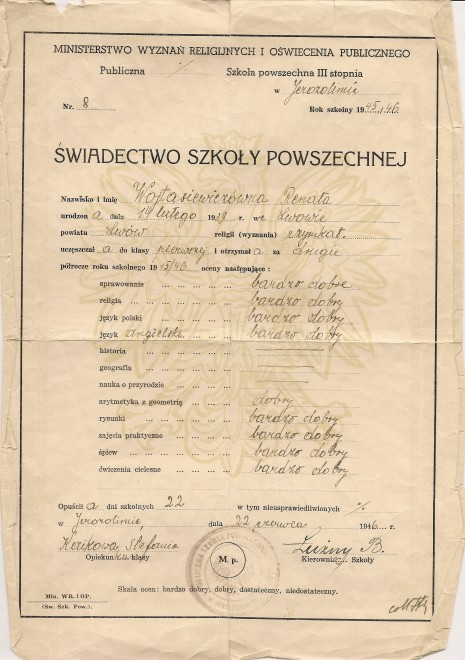 MINISTERSTWO WYZNAŃ RELIGIJNYCH I OŚWIECENIA PUBLICZNEGO
Publiczna Szkoła powszechna III stopnia
w Jerozolimie
Nr. 8 Rok szkolny 1945/46
ŚWIADECTWO SZKOŁY POWSZECHNEJ
Nazwisko i imię Wojtasiewiczówna Renata
urodzona dnia 19 lutego 19 we Lwowie
powiatu Lwów religii (wyznania) rzymkat.
uczęszczał a do klasy pierwszej i otrzymał a za drugie
półrocze roku szkolnego 1945/46 oceny następujące:
sprawowanie ... ... ... ... bardzo dobre
religia ... ... ... ... bardzo dobry
język polski ... ... ... ... bardzo dobry
język angielski ... ... bardzo dobry
historia ... ... ... ...
geografia ... ... ... ...
nauka o przyrodzie ... ... ...
arytmetyka z geometrią ... ... ... dobry
rysunki ... ... ... ... bardzo dobry
zajęcia praktyczne ... ... ... bardzo dobry
śpiew ... ... ... ... bardzo dobry
ćwiczenia cielesne ... ... ... bardzo dobry
Opuścił a dni szkolnych 22 w tym nieusprawiedliwionych %
w Jerozolimie, dnia 22 czerwca 1946 r.
Stefania Luźny B.
Opiekun klasy M p. Kierowni Szkoły
Skala ocen: bardzo dobry, dobry, dostateczny, niedostateczny.
Min. WR. i OP.
(Św. Szk. Pow.)